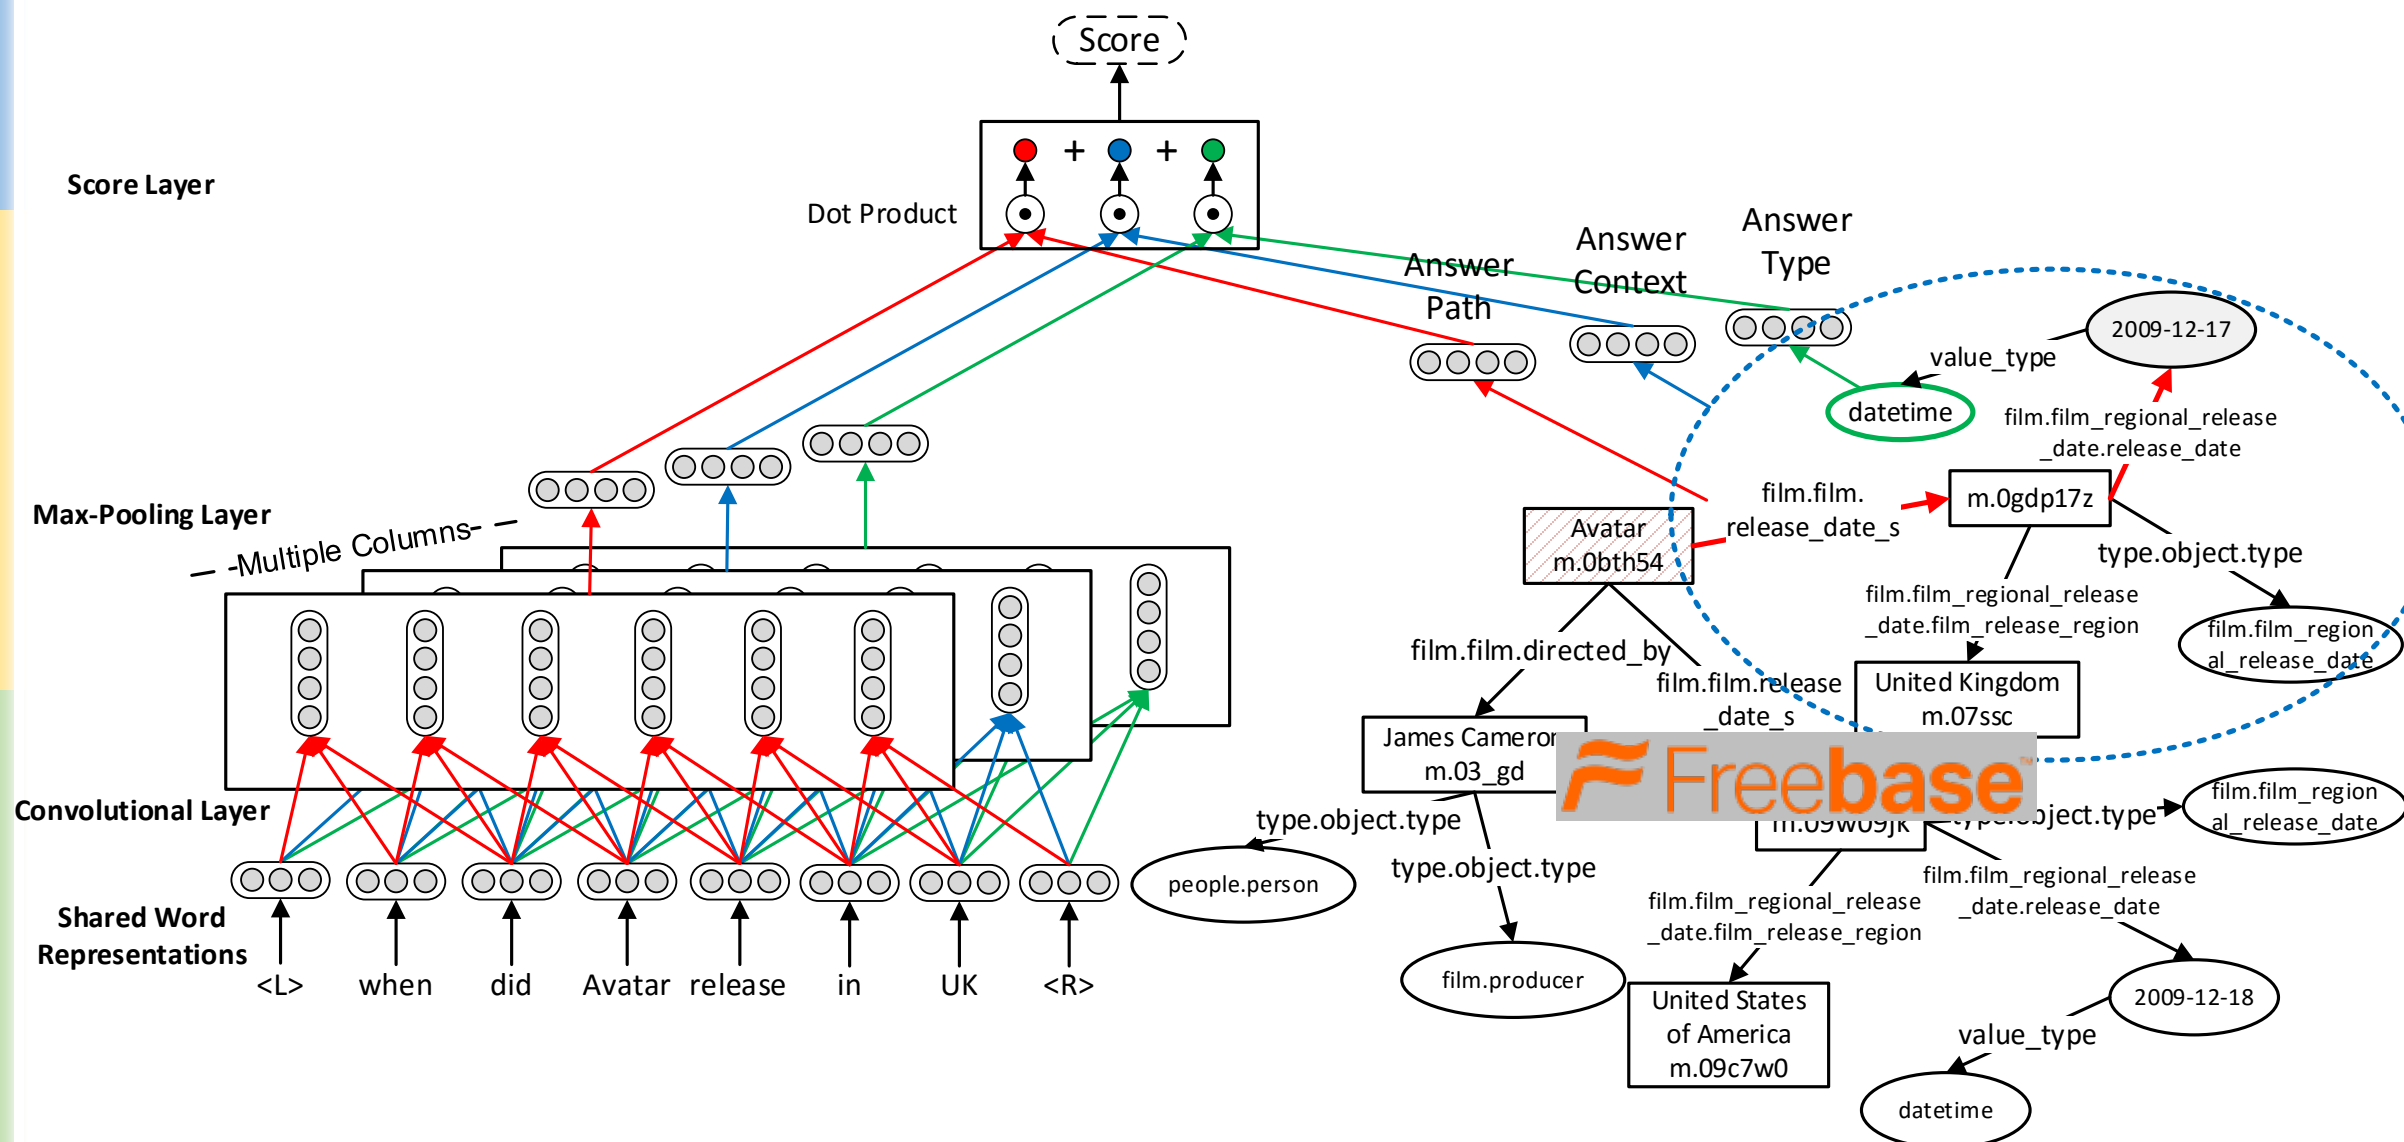 Score
+ +
Score Layer
Dot Product
Answer
Path
Answer
Context
Answer
Type
2009-12-17
value_type
datetime
film.film_regional_release
_date.release_date
Max-Pooling Layer
-Multiple Columns-
film.film.
release_date_s
m.0gdp17z
Avatar
m.0bth54
type.object.type
film.film_regional_release
_date.film_release_region
film.film_region
al_release_date
film.film.directed_by
film.film.release
_date_s
United Kingdom
m.07ssc
James Cameron
m.03_gd
Freebase™
Convolutional Layer
type.object.type
people.person
type.object.type
film.producer
m.09w09jk
type.object.type
film.film_region
al_release_date
film.film_regional_release
_date.film_release_region
film.film_regional_release
_date.release_date
United States
of America
m.09c7w0
2009-12-18
value_type
datetime
Shared Word
Representations
<L> when did Avatar release in UK <R>